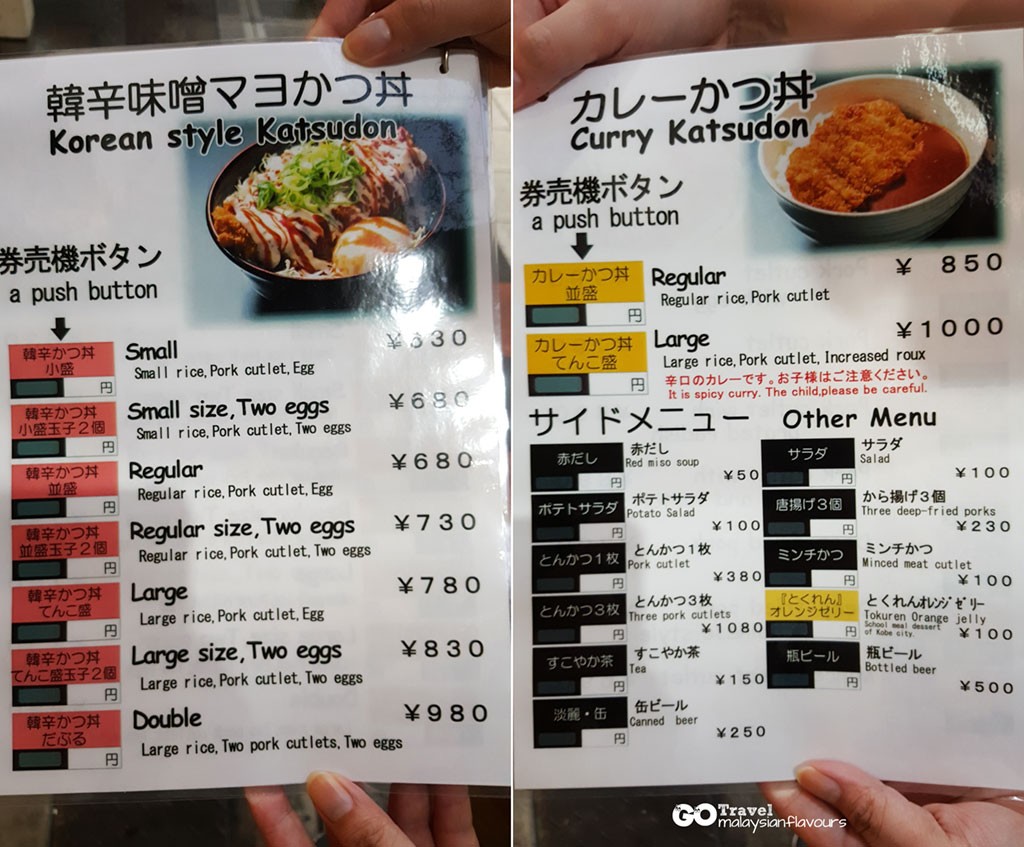 韓辛味噌マヨかつ丼
Korean style Katsudon
券売機ボタン
a push button
韓辛かつ丼
小盛
円
Small
¥630
Small rice,Pork cutlet,Egg
韓辛かつ丼
小盛玉子2個
円
Small size,Two eggs
¥680
Small rice,Pork cutlet,Two eggs
韓辛かつ丼
並盛
円
Regular
¥680
Regular rice,Pork cutlet,Egg
韓辛かつ丼
並盛玉子2個
円
Regular size,Two eggs
¥730
Regular rice,Pork cutlet,Two eggs
韓辛かつ丼
てんこ盛
円
Large
¥780
Large rice,Pork cutlet,Egg
韓辛かつ丼
てんこ盛玉子2個
円
Large size,Two eggs
¥830
Large rice,Pork cutlet,Two eggs
韓辛かつ丼
だぶる
円
Double
¥980
Large rice,Two pork cutlets,Two eggs
カレーかつ丼
Curry Katsudon
券売機ボタン
a push button
カレーかつ丼
並盛
円
Regular
¥ 850
Regular rice,Pork cutlet
カレーかつ丼
てんこ盛
円
Large
¥1000
Large rice,Pork cutlet,Increased roux
辛口のカレーです。お子様はご注意ください。
It is spicy curry. The child,please be careful.
サイドメニュー Other Menu
赤だし
円
赤だし
Red miso soup
¥50
ポテトサラダ
円
ポテトサラダ
Potato Salad
¥100
とんかつ1枚
円
とんかつ1枚
Pork cutlet
¥380
とんかつ3枚
円
とんかつ3枚
Three pork cutlets
¥1080
すこやか茶
円
すこやか茶
Tea
¥150
淡麗・缶
円
缶ビール
Canned beer
¥250
サラダ
円
サラダ
Salad
¥100
唐揚げ3個
円
から揚げ3個
Three deep-fried porks
¥230
ミンチかつ
円
ミンチかつ
Minced meat cutlet
¥100
『とくれん』
オレンジゼリー
円
とくれんオレンジゼリー
Tokuren Orange jelly
School meal dessert
of Kobe city.
¥100
瓶ビール
円
瓶ビール
Bottled beer
¥500
GO Travel
malaysianflavours